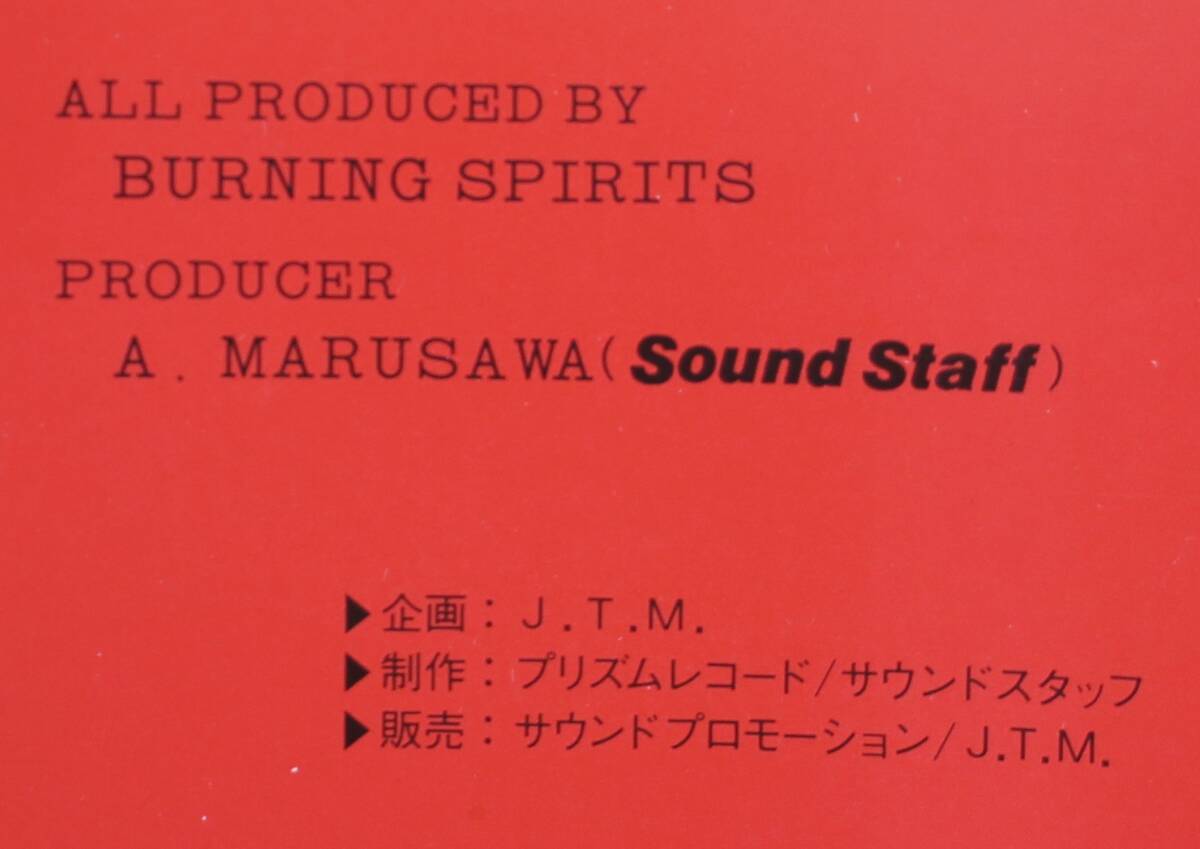 ALL PRODUCED BY
BURNING SPIRITS
PRODUCER
A. MARUSAWA(Sound Staff)
▶企画：J.T.M.
▶制作：プリズムレコード/サウンドスタッフ
▶販売：サウンドプロモーション/J.T.M.